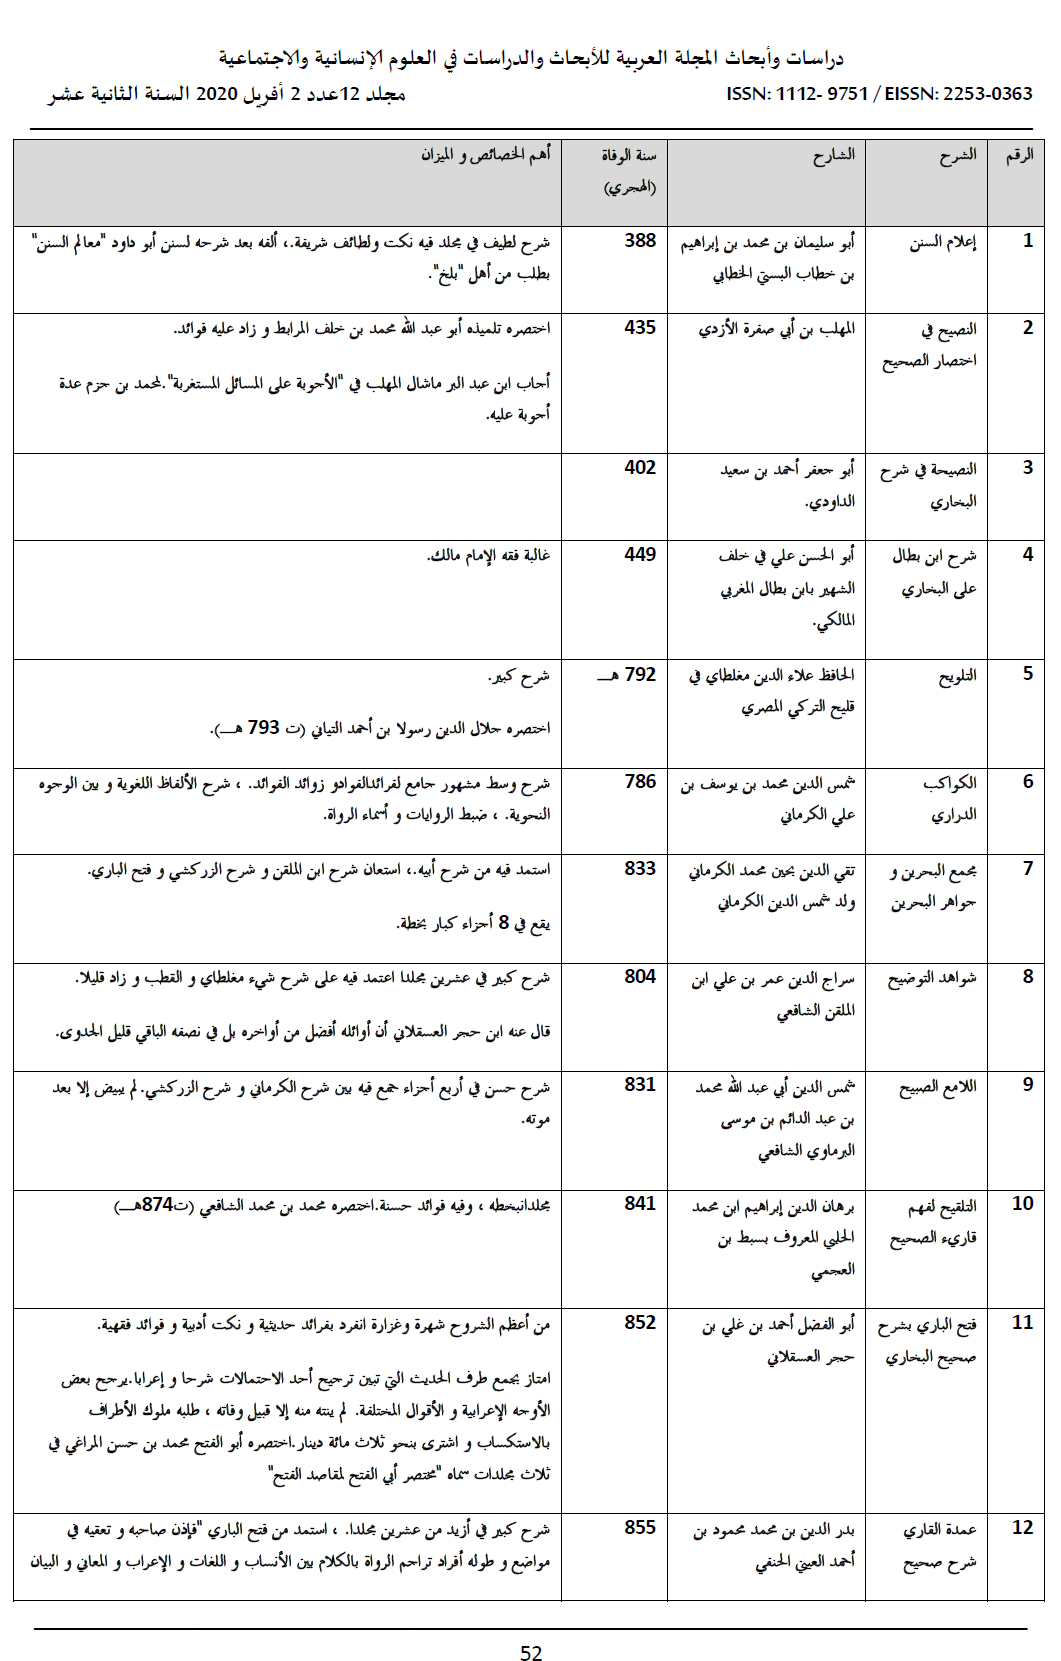 دراسات وأبحاث المجلة العربية للأبحاث والدراسات في العلوم الإنسانية والاجتماعية
ISSN: 1112- 9751 / EISSN: 2253-0363
مجلد 12عدد 2 أفريل 2020 السنة الثانية عشر
الرقم
الشرح
الشارح
سنة الوفاة
(الهجري)
أهم الخصائص و الميزان
1
إعلام السنن
أبو سليمان بن محمد بن إبراهيم
بن خطاب البستي الخطابي
388
شرح لطيف في مجلد فيه نكت ولطائف شريفة.، ألفه بعد شرحه لسنن أبو داود "معالم السنن"
بطلب من أهل "بلخ".
2
النصيح في
اختصار الصحيح
المهلب بن أبي صفرة الأزدي
435
اختصره تلميذه أبو عبد الله محمد بن خلف المرابط و زاد عليه فوائد.
أجاب ابن عبد البر ماشال المهلب في "الأجوبة على المسائل المستغربة".لمحمد بن حزم عدة
أجوبة عليه.
3
النصيحة في شرح
البخاري
أبو جعفر أحمد بن سعيد
الداودي.
402
4
شرح ابن بطال
على البخاري
أبو الحسن علي في خلف
الشهير بابن بطال المغربي
المالكي.
449
غالبة فقه الإمام مالك.
5
التلويح
الحافظ علاء الدين مغلطاي في
قليح التركي المصري
792 هـــ
شرح كبير.
اختصره جلال الدين رسولا بن أحمد التياني (ت 793 هـــ).
6
الكواكب
الدراري
شمس الدين محمد بن يوسف بن
علي الكرماني
786
شرح وسط مشهور جامع لفرائدالفوادو زوائد الفوائد. ، شرح الألفاظ اللغوية و بين الوجوه
النحوية. ، ضبط الروايات و أسماء الرواة.
7
مجمع البحرين و
جواهر البحرين
تقي الدين يحين محمد الكرماني
ولد شمس الدين الكرماني
833
استمد فيه من شرح أبيه.، استعان شرح ابن الملقن و شرح الزركشي و فتح الباري.
يقع في 8 أجزاء كبار بخطة.
8
شواهد التوضيح
سراج الدين عمر بن علي ابن
الملقن الشافعي
804
شرح كبير في عشرين مجلدا اعتمد فيه على شرح شيء مغلطاي و القطب و زاد قليلا.
قال عنه ابن حجر العسقلاني أن أوائله أفضل من أواخره بل في نصفه الباقي قليل الجدوى.
9
اللامع الصبيح
شمس الدين أبي عبد الله محمد
بن عبد الدائم بن موسى
البرماوي الشافعي
831
شرح حسن في أربع أجزاء جمع فيه بين شرح الكرماني و شرح الزركشي.لم يبيض إلا بعد
موته.
10
التلقيح لفهم
قاريء الصحيح
برهان الدين إبراهيم ابن محمد
الحلبي المعروف بسبط بن
العجمي
841
مجلدانبخطه ، وفيه فوائد حسنة.اختصره محمد بن محمد الشافعي (ت874هـــ)
11
فتح الباري بشرح
صحيح البخاري
أبو الفضل أحمد بن غلي بن
حجر العسقلاني
852
من أعظم الشروح شهرة وغزارة انفرد بفرائد حديثية و نكت أدبية و فوائد فقهية.
امتاز بجمع طرف الحديث التي تبين ترجيح أحد الاحتمالات شرحا و إعرابا.يرجح بعض
الأوجه الإعرابية و الأقوال المختلفة. لم ينته منه إلا قبيل وفاته ، طلبه ملوك الأطراف
بالاستكساب و اشترى بنحو ثلاث مائة دينار.اختصره أبو الفتح محمد بن حسن المراغي في
ثلاث مجلدات سماه "مختصر أبي الفتح لمقاصد الفتح"
12
عمدة القاري
شرح صحيح
بدر الدين بن محمد محمود بن
أحمد العيني الحنفي
855
شرح كبير في أزيد من عشرين مجلدا. ، استمد من فتح الباري "فإذن صاحبه و تعقيه في
مواضع و طوله أفراد تراجم الرواة بالكلام بين الأنساب و اللغات و الإعراب و المعاني و البيان
52